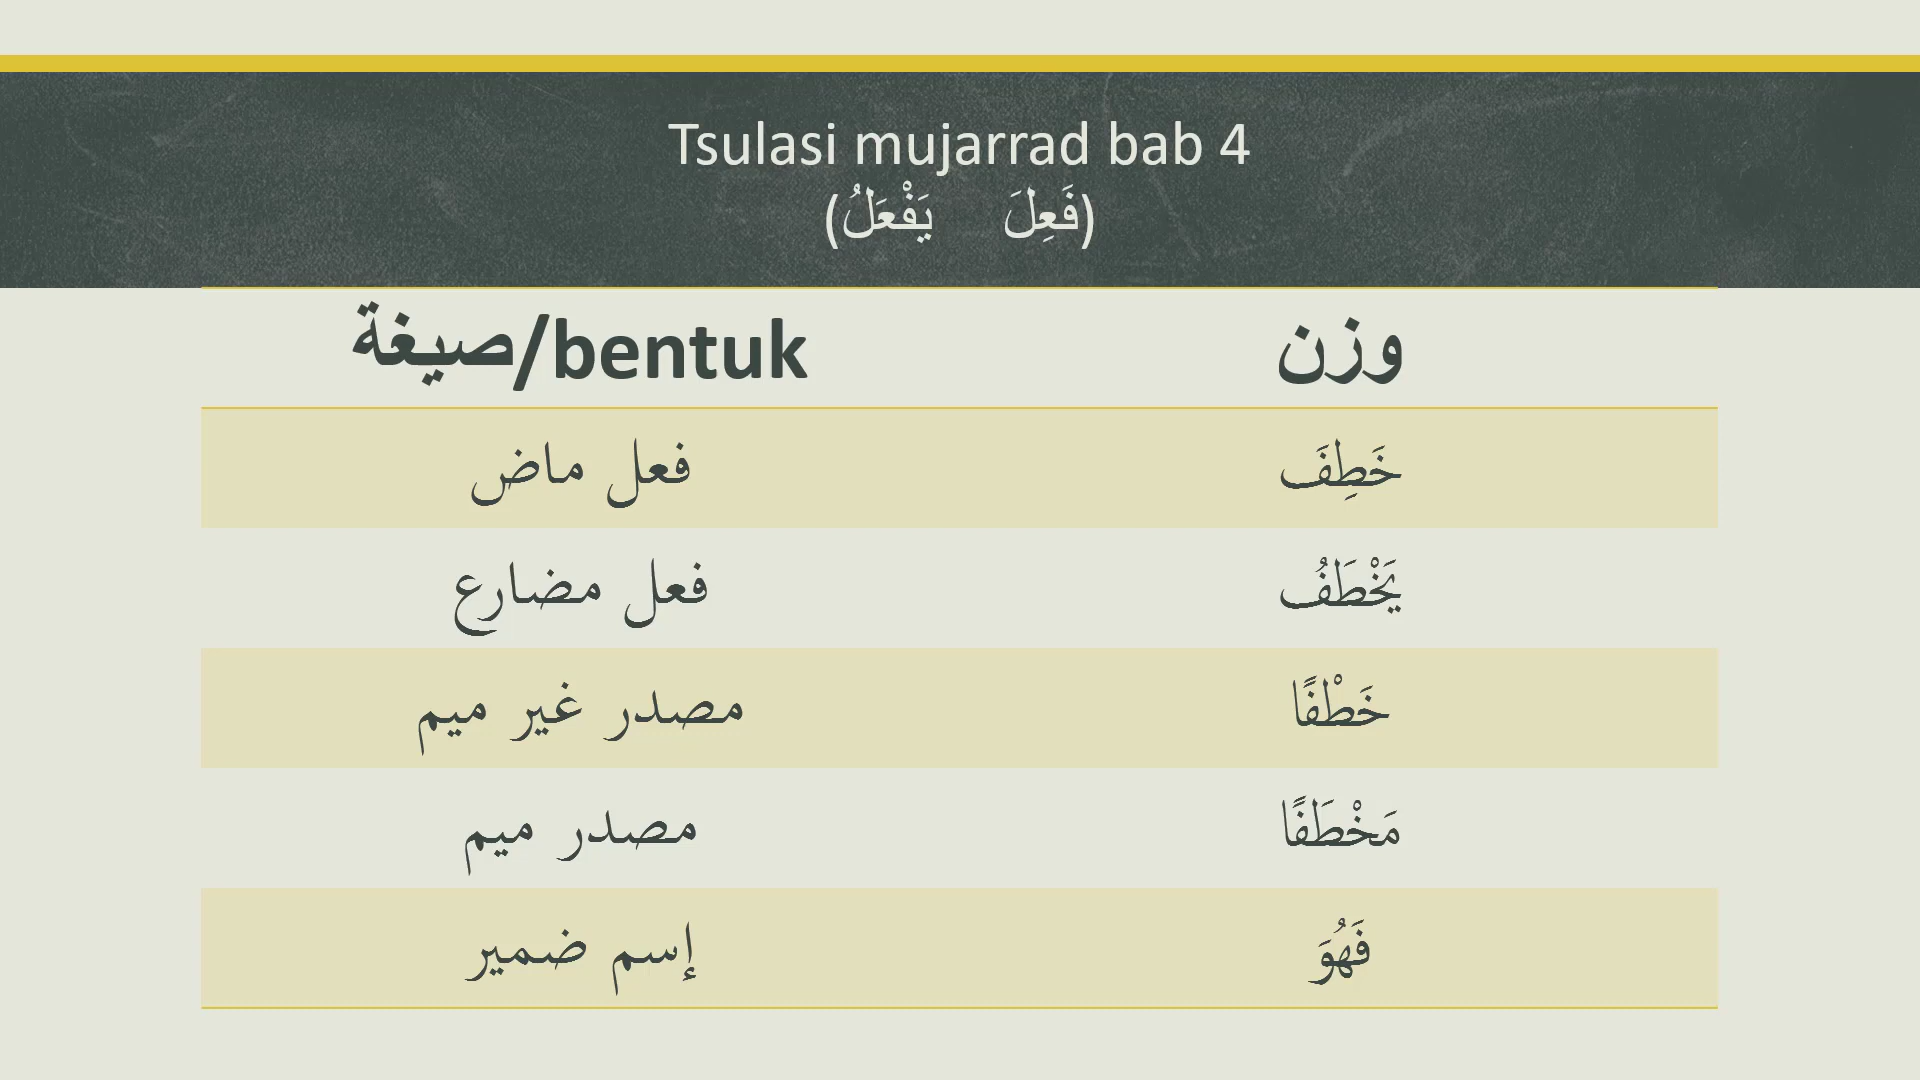 Tsulasi mujarrad bab 4
(فَعِلَ يَفْعَلُ)
وزن صيغة/bentuk
خَطِفَ فعل ماض
يَخْطَفُ فعل مضارع
خَطْفًا مصدر غير ميم
مَخْطَفًا مصدر ميم
فَهُوَ إسم ضمير